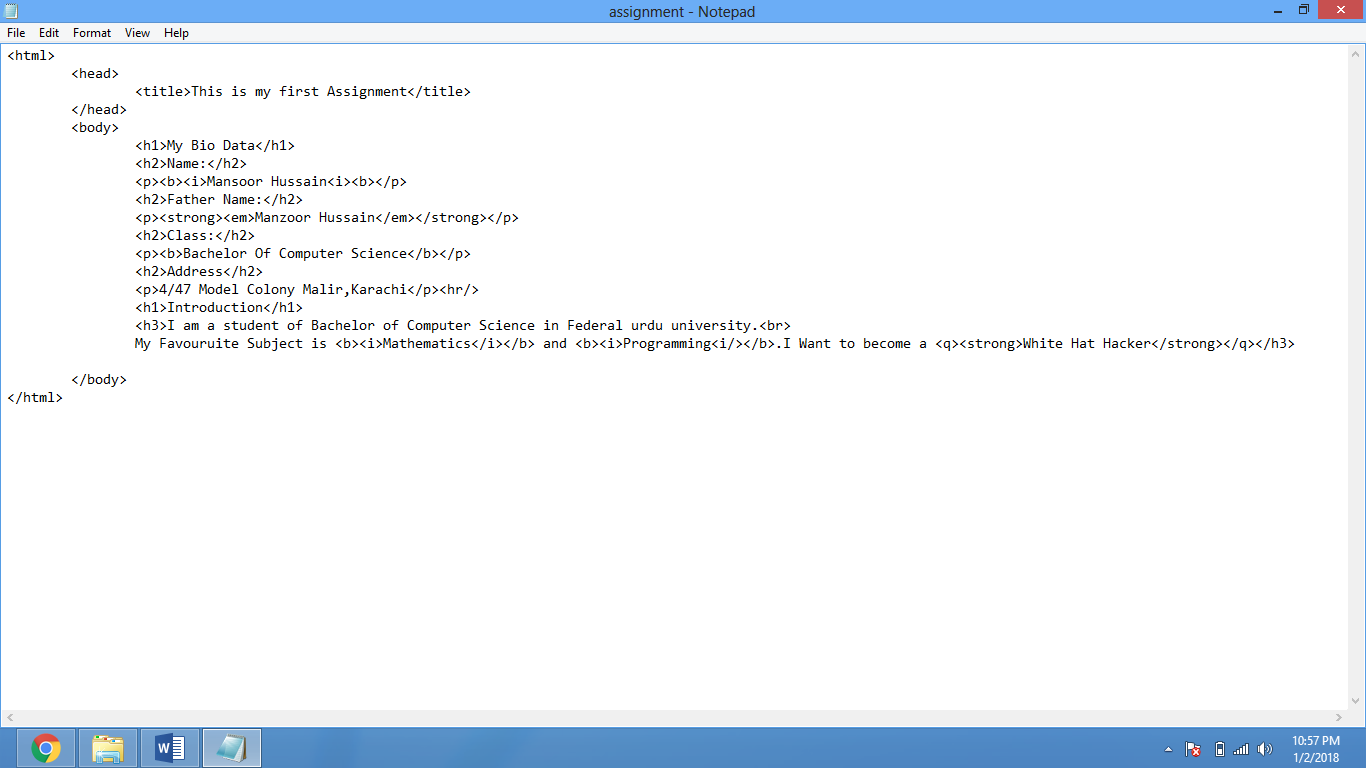 assignment - Notepad
File Edit Format View Help
<html>
<head>
<title>This is my first Assignment</title>
</head>
<body>
<h1>My Bio Data</h1>
<h2>Name:</h2>
<p><b><i>Mansoor Hussain<i><b></p>
<h2>Father Name:</h2>
<p><strong><em>Manzoor Hussain</em></strong></p>
<h2>Class:</h2>
<p><b>Bachelor Of Computer Science</b></p>
<h2>Address</h2>
<p>4/47 Model Colony Malir,Karachi</p><hr/>
<h1>Introduction</h1>
<h3>I am a student of Bachelor of Computer Science in Federal urdu university.<br>
My Favouruite Subject is <b><i>Mathematics</i></b> and <b><i>Programming<i/></b>.I Want to become a <q><strong>White Hat Hacker</strong></q></h3>
</body>
</html>
W
10:57 PM
1/2/2018